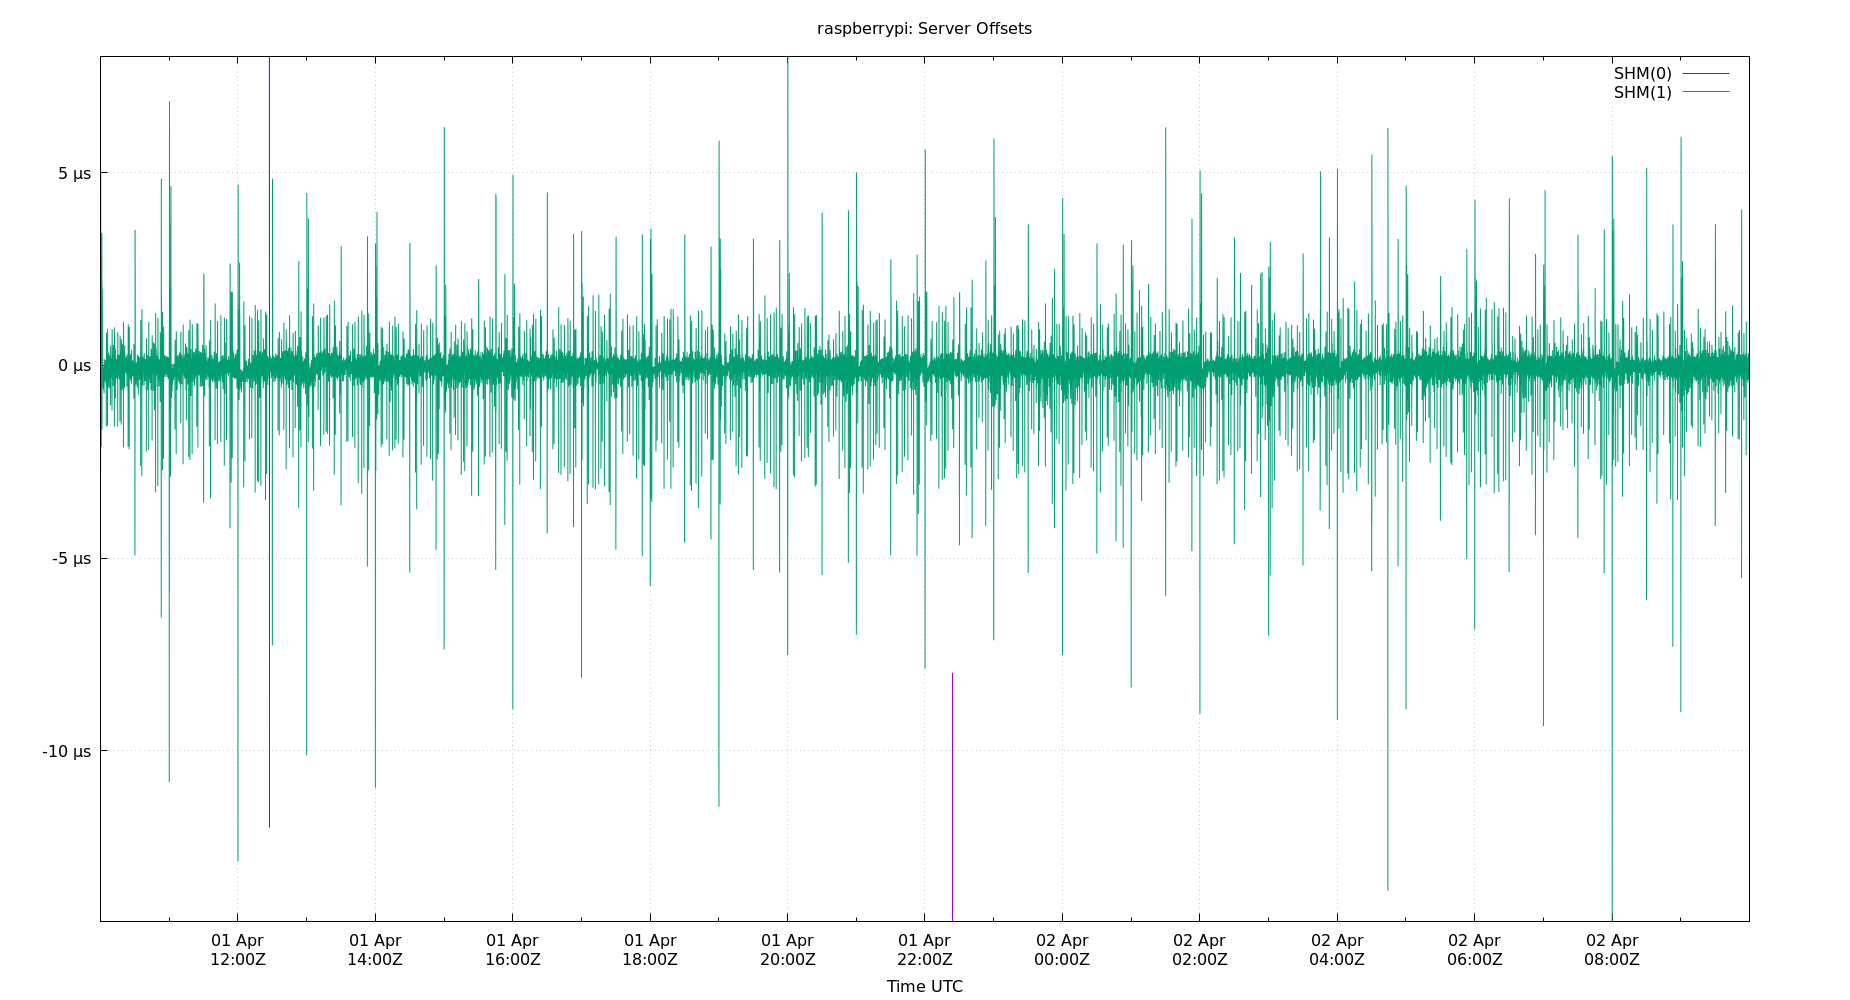 raspberrypi: Server Offsets
SHM(0)
SHM(1)
5 µs
0 µs
-5 µs
-10 µs
01 Apr 01 Apr 01 Apr 01 Apr 01 Apr 01 Apr 02 Apr 02 Apr 02 Apr 02 Apr 02 Apr
12:00Z 14:00Z 16:00Z 18:00Z 20:00Z 22:00Z 00:00Z 02:00Z 04:00Z 06:00Z 08:00Z
Time UTC